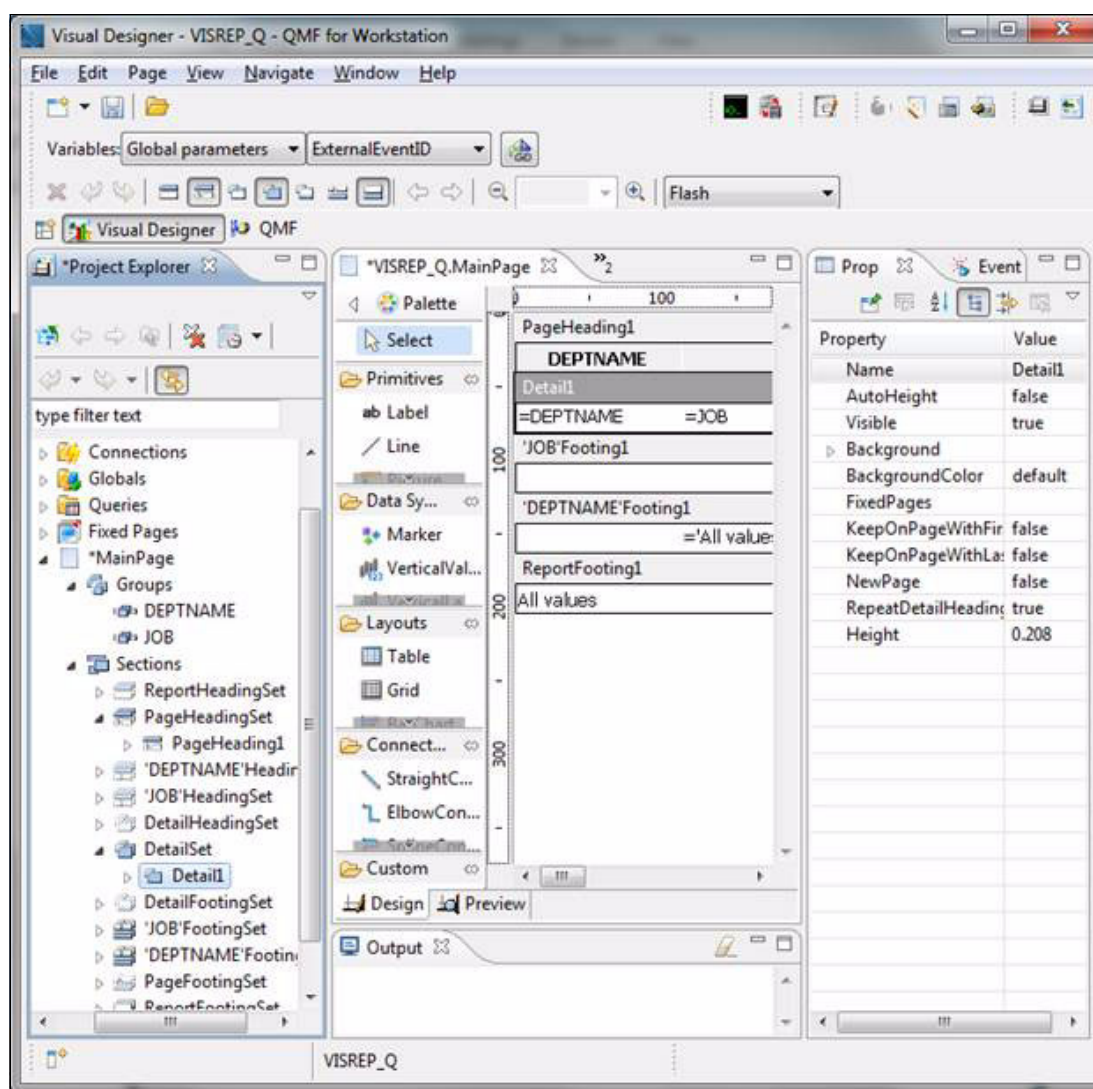 Visual Designer - VISREP_Q - QMF for Workstation
File Edit Page View Navigate Window Help
Variables: Global parameters ExternalEventID
Flash
Visual Designer QMF
*Project Explorer
type filter text
Connections
Globals
Queries
Fixed Pages
*MainPage
Groups
DEPTNAME
JOB
Sections
ReportHeadingSet
PageHeadingSet
PageHeading1
'DEPTNAME'Headin
'JOB'HeadingSet
DetailHeadingSet
DetailSet
Detail1
DetailFootingSet
'JOB'FootingSet
'DEPTNAME'Footin
PageFootingSet
ReportFootingSet
*VISREP_Q.MainPage
»2
Palette
Select
Primitives
ab Label
Line
Data Sy...
Marker
VerticalVal...
Layouts
Table
Grid
Connect...
StraightC...
ElbowCon...
Custom
0 100
100
200
300
PageHeading1
DEPTNAME
Detail1
=DEPTNAME =JOB
'JOB'Footing1
'DEPTNAME'Footing1
='All value
ReportFooting1
All values
Design Preview
Output
Prop Event
Property Value
Name Detail1
AutoHeight false
Visible true
Background
BackgroundColor default
FixedPages
KeepOnPageWithFir false
KeepOnPageWithLa false
NewPage false
RepeatDetailHeading true
Height 0.208
VISREP_Q